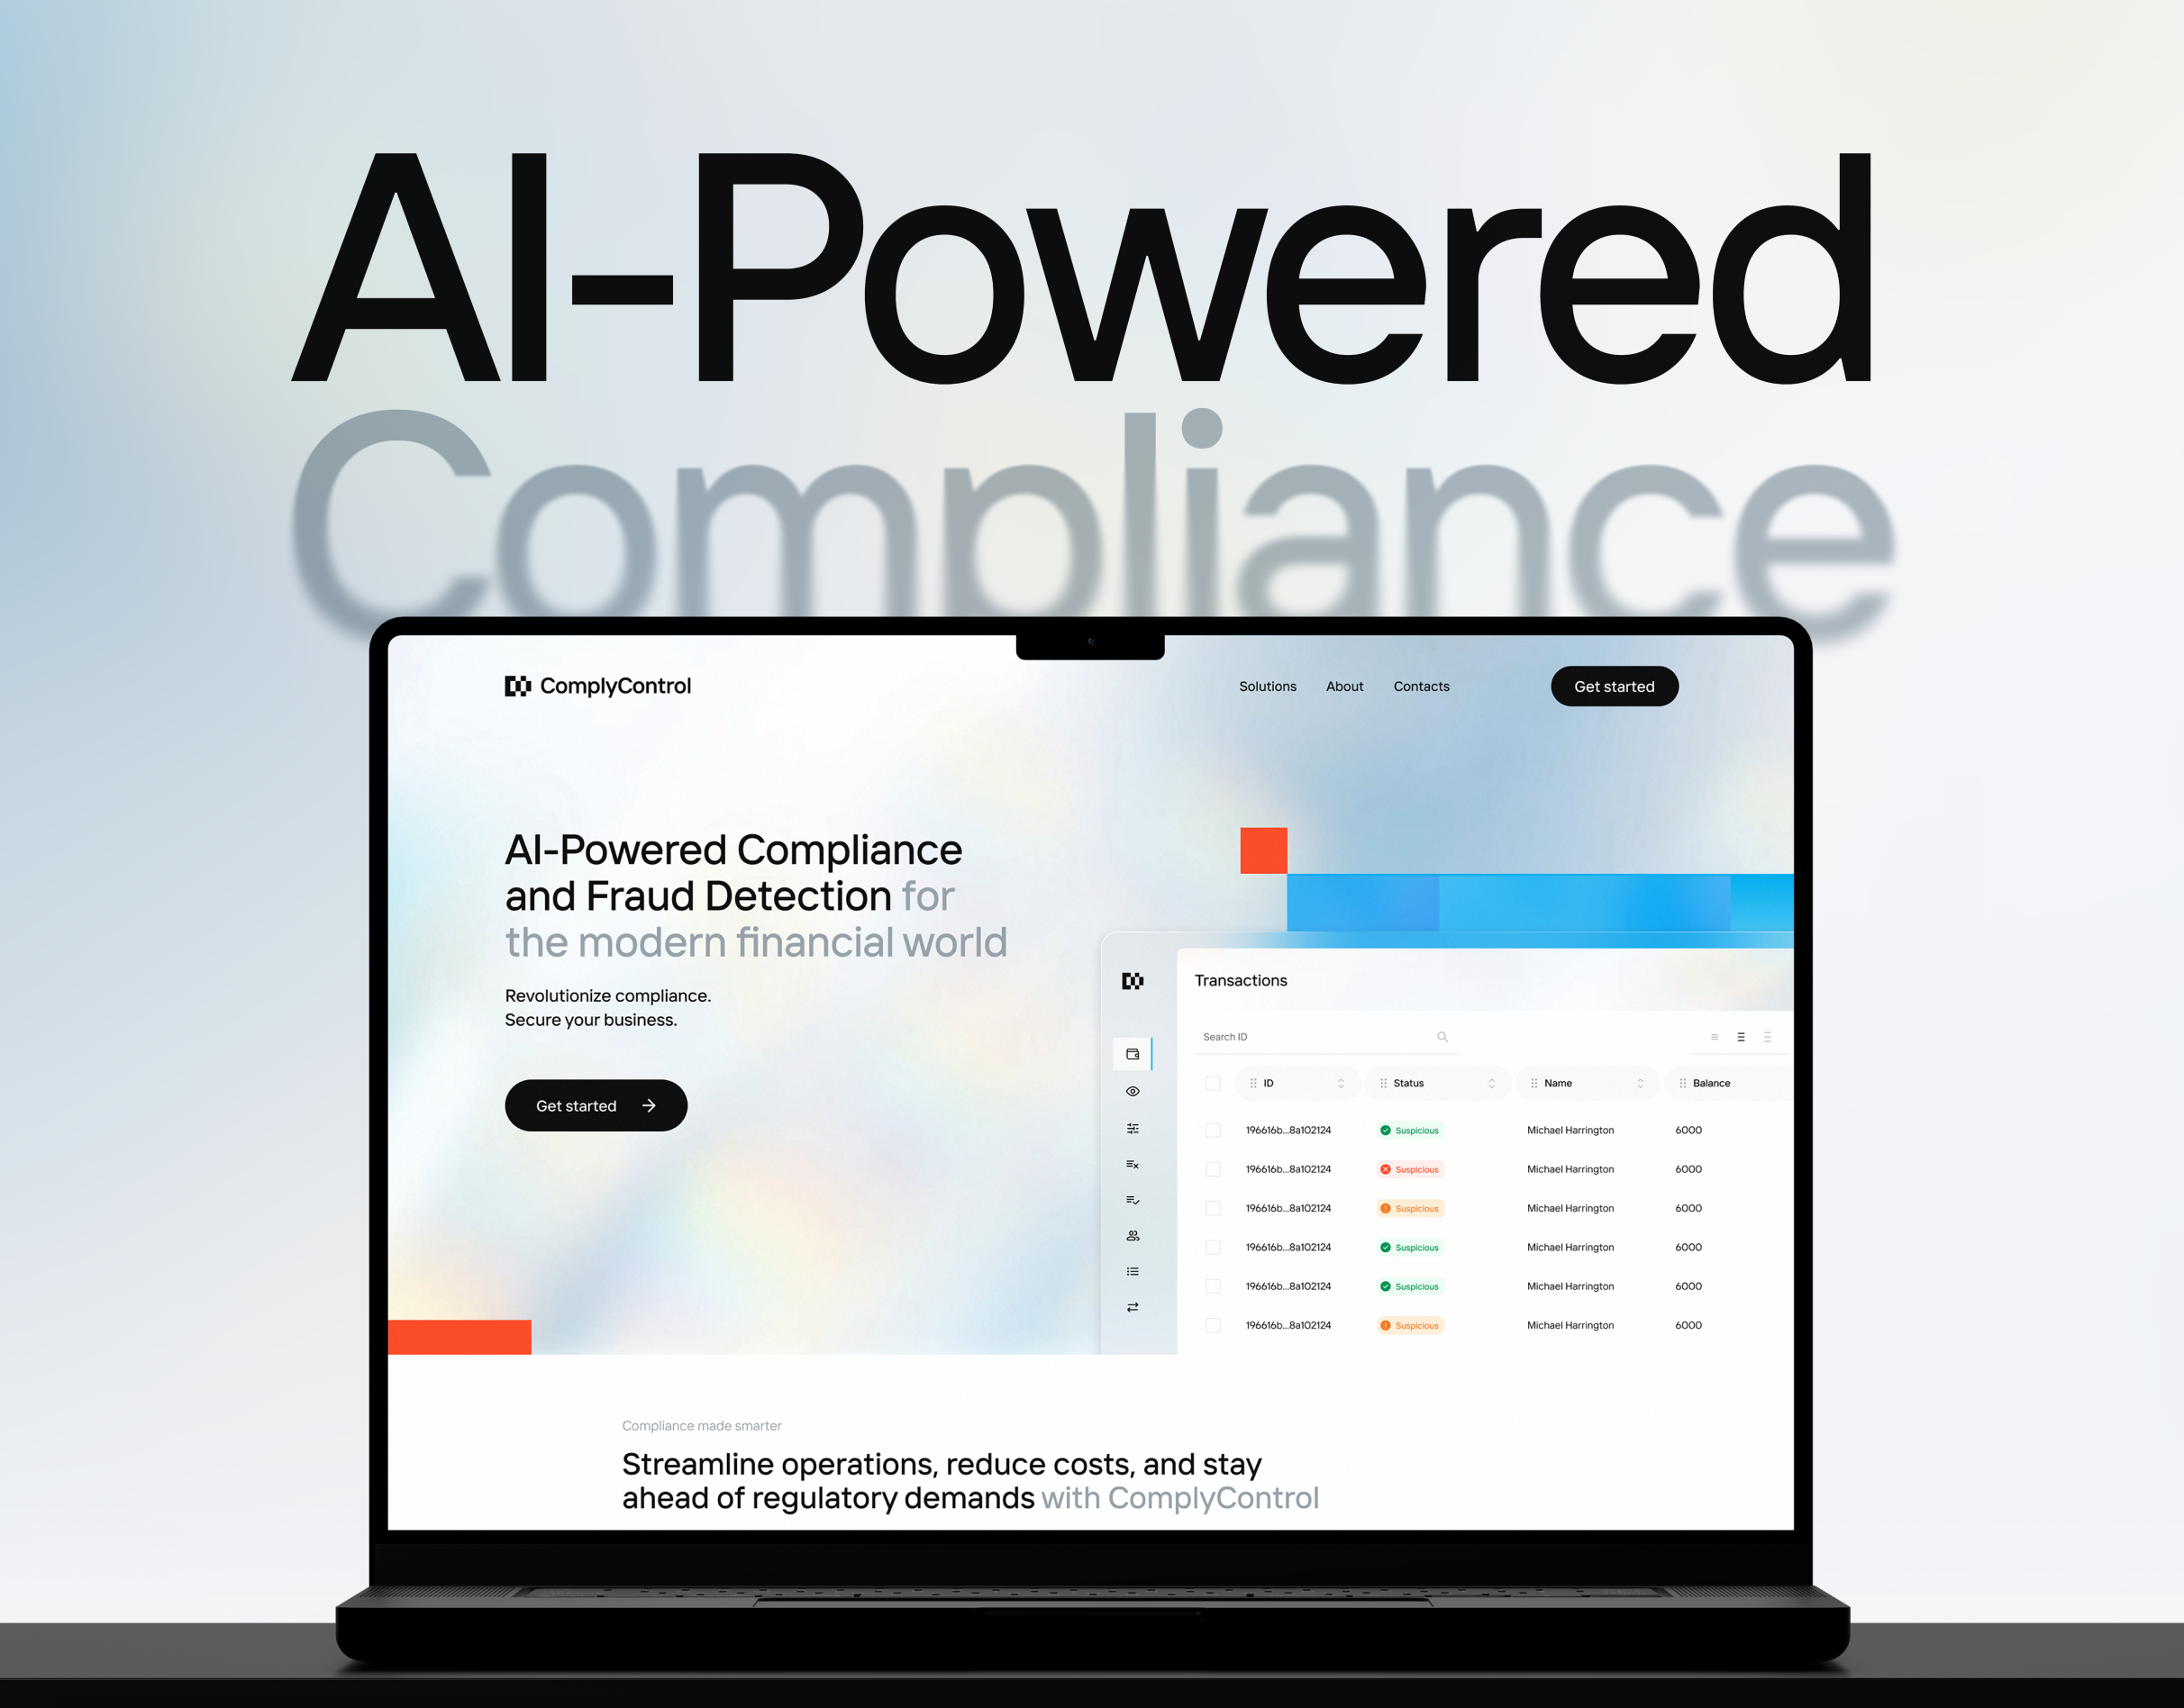 AI-Powered
Compliance
ComplyControl
Solutions About Contacts Get started
AI-Powered Compliance
and Fraud Detection for
the modern financial world
Revolutionize compliance.
Secure your business.
Get started
Transactions
Search ID
ID Status Name Balance
196616b...8a102124 Suspicious Michael Harrington 6000
196616b...8a102124 Suspicious Michael Harrington 6000
196616b...8a102124 Suspicious Michael Harrington 6000
196616b...8a102124 Suspicious Michael Harrington 6000
196616b...8a102124 Suspicious Michael Harrington 6000
196616b...8a102124 Suspicious Michael Harrington 6000
Compliance made smarter
Streamline operations, reduce costs, and stay
ahead of regulatory demands with ComplyControl